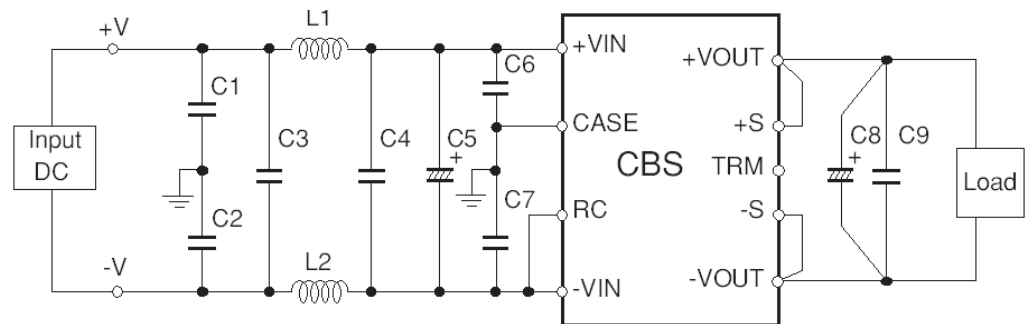 +V
L1
+VIN
+VOUT
C6
C1
CASE
+S
Input
DC
C3
C4
C5
+
CBS
TRM
C8
+
C9
Load
C2
C7
RC
-S
-V
L2
-VIN
-VOUT